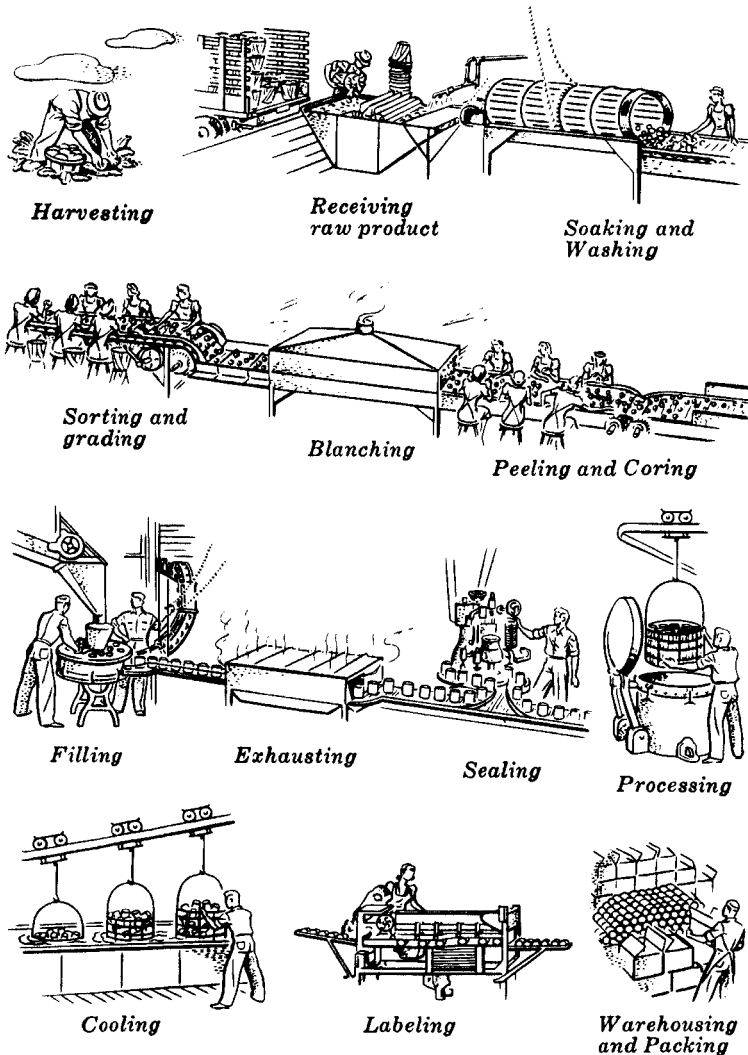 Harvesting
Receiving
raw product
Soaking and
Washing
Sorting and
grading
Blanching
Peeling and Coring
Filling
Exhausting
Sealing
Processing
Cooling
Labeling
Warehousing
and Packing